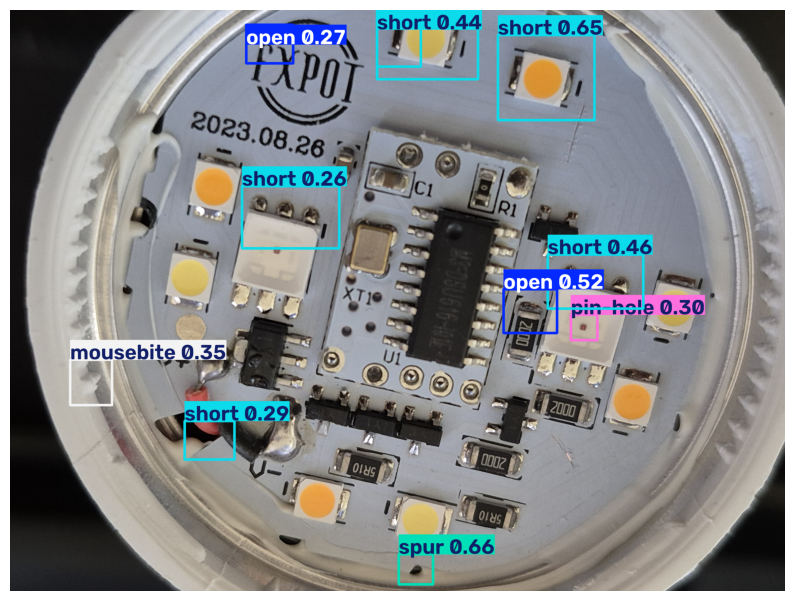 short 0.44
short 0.65
open 0.27
EXPOT
2023.08.26
short 0.26
C1
R1
short 0.46
open 0.52
pin-hole 0.30
XT1
2000
U1
mousebite 0.35
short 0.29
2000
V-
2000
5R10
5R10
spur 0.66